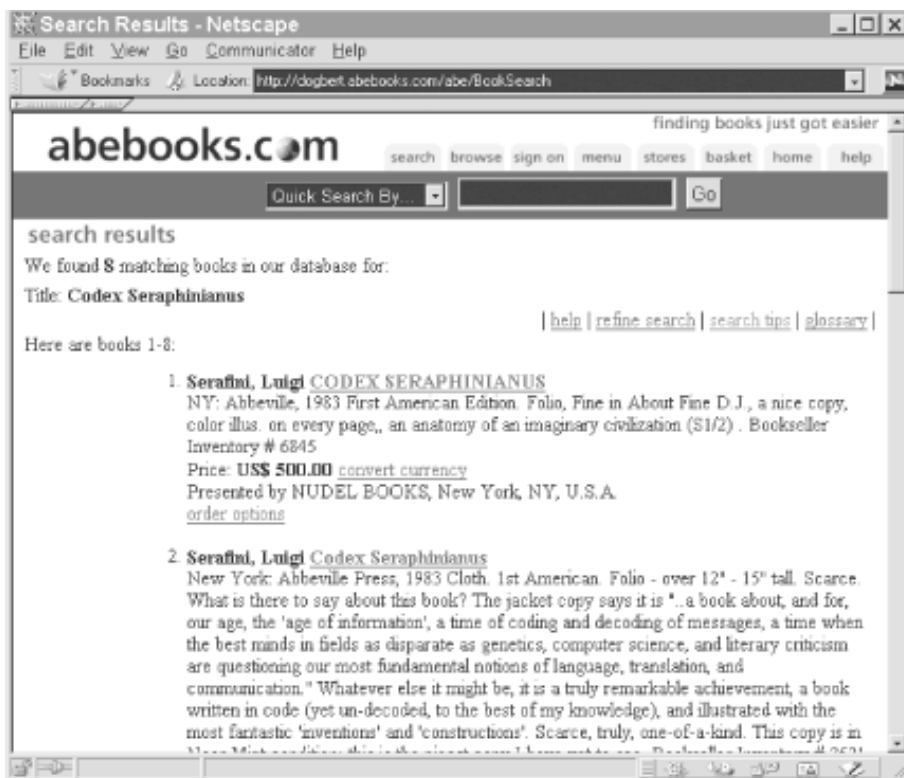 Search Results - Netscape
File Edit View Go Communicator Help
Bookmarks Location: http://dogbert.abebooks.com/abe/BookSearch
finding books just got easier
abebooks.com
search browse sign on menu stores basket home help
Quick Search By... Go
search results
We found 8 matching books in our database for:
Title: Codex Seraphinianus
| help | refine search | search tips | glossary |
Here are books 1-8:
1. Serafini, Luigi CODEX SERAPHINIANUS
NY: Abbeville, 1983 First American Edition. Folio, Fine in About Fine D.J., a nice copy,
color illus. on every page,, an anatomy of an imaginary civilization (S1/2) . Bookseller
Inventory # 6845
Price: US$ 500.00 convert currency
Presented by NUDEL BOOKS, New York, NY, U.S.A.
order options
2. Serafini, Luigi Codex Seraphinianus
New York: Abbeville Press, 1983 Cloth. 1st American. Folio - over 12" - 15" tall. Scarce.
What is there to say about this book? The jacket copy says it is "..a book about, and for,
our age, the 'age of information', a time of coding and decoding of messages, a time when
the best minds in fields as disparate as genetics, computer science, and literary criticism
are questioning our most fundamental notions of language, translation, and
communication." Whatever else it might be, it is a truly remarkable achievement, a book
written in code (yet un-decoded, to the best of my knowledge), and illustrated with the
most fantastic 'inventions' and 'constructions'. Scarce, truly, one-of-a-kind. This copy is in